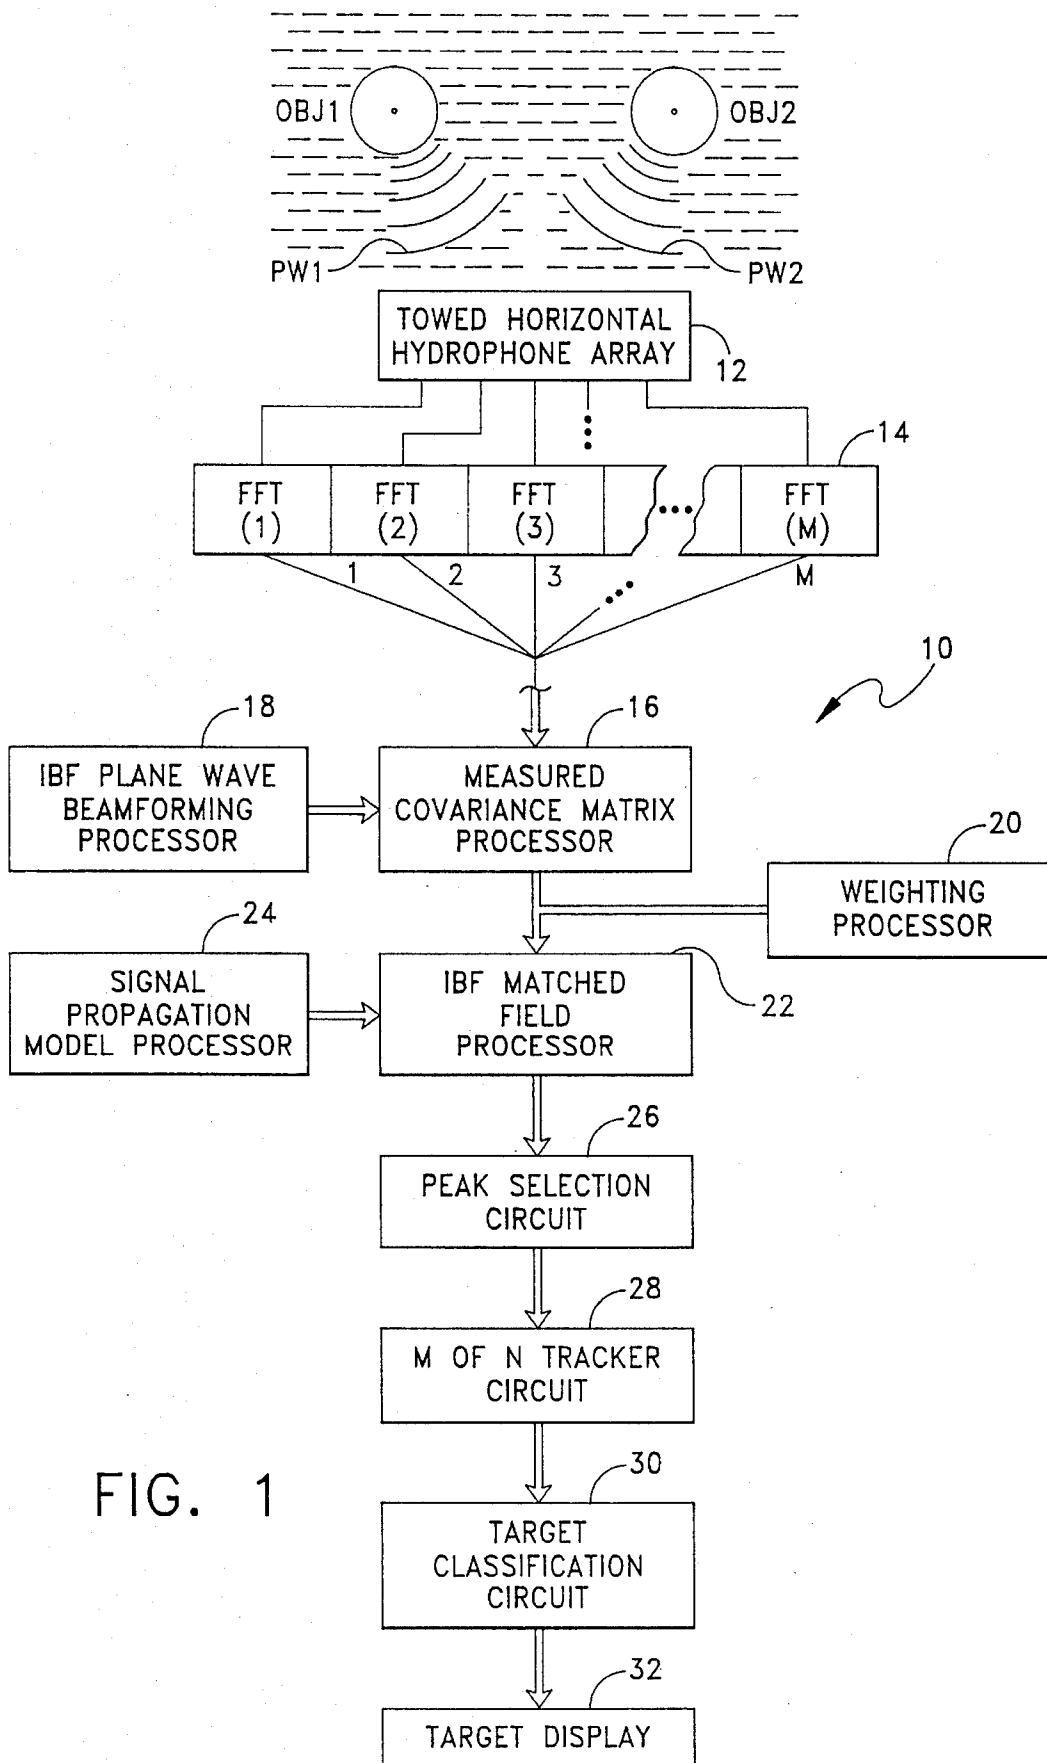 OBJ1
OBJ2
PW1
PW2
TOWED HORIZONTAL
HYDROPHONE ARRAY
12
14
FFT
(1)
FFT
(2)
FFT
(3)
FFT
(M)
1
2
3
M
10
18
16
IBF PLANE WAVE
BEAMFORMING
PROCESSOR
MEASURED
COVARIANCE MATRIX
PROCESSOR
20
WEIGHTING
PROCESSOR
24
SIGNAL
PROPAGATION
MODEL PROCESSOR
IBF MATCHED
FIELD
PROCESSOR
22
26
PEAK SELECTION
CIRCUIT
28
M OF N TRACKER
CIRCUIT
30
TARGET
CLASSIFICATION
CIRCUIT
FIG. 1
32
TARGET DISPLAY